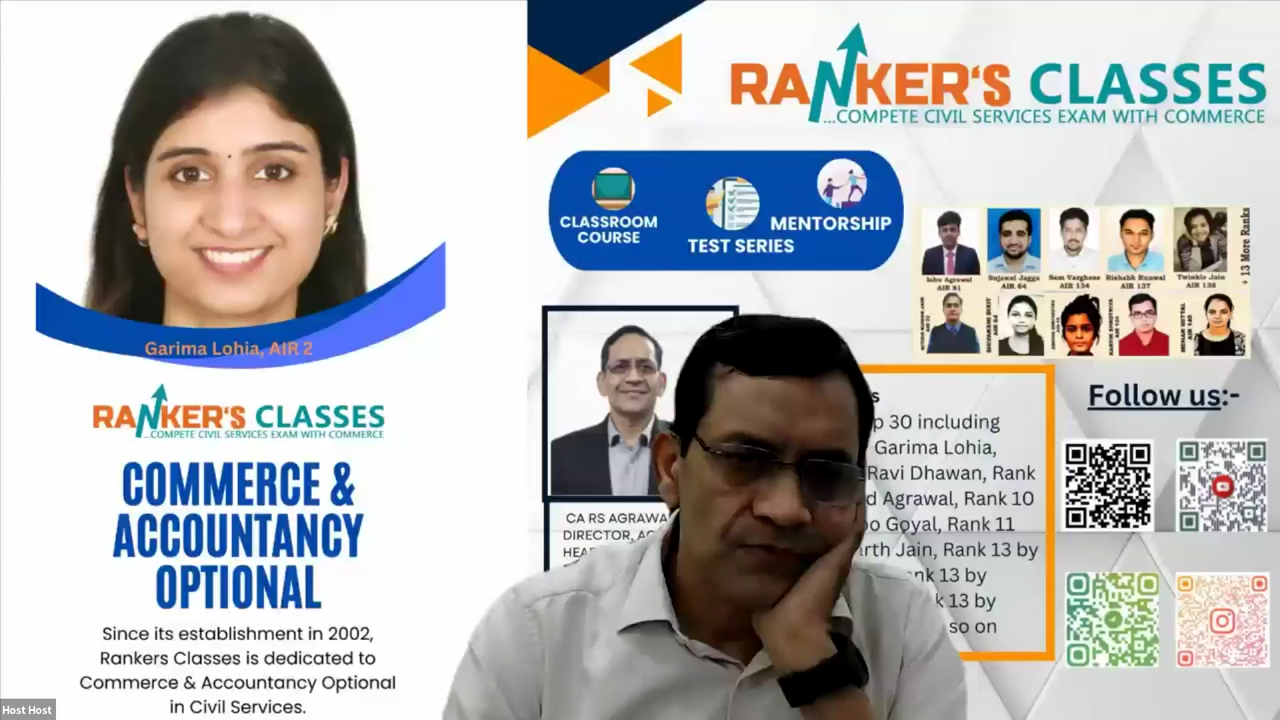 Garima Lohia, AIR 2
RANKER'S CLASSES
...COMPETE CIVIL SERVICES EXAM WITH COMMERCE
COMMERCE &
ACCOUNTANCY
OPTIONAL
Since its establishment in 2002,
Rankers Classes is dedicated to
Commerce & Accountancy Optional
in Civil Services.
Host Host
RANKER'S CLASSES
...COMPETE CIVIL SERVICES EXAM WITH COMMERCE
CLASSROOM
COURSE
TEST SERIES
MENTORSHIP
Ishu Agrawal
AIR 81
Sujawal Jagga
AIR 84
Sam Varghese
AIR 134
Rishabh Runwal
AIR 137
Twinkle Jain
AIR 138
+ 13 More Ranks
CA RS AGRAWA
DIRECTOR, AC
HEA
s
p 30 including
Garima Lohia,
Ravi Dhawan, Rank
d Agrawal, Rank 10
oo Goyal, Rank 11
rth Jain, Rank 13 by
nk 13 by
k 13 by
so on
Follow us:-